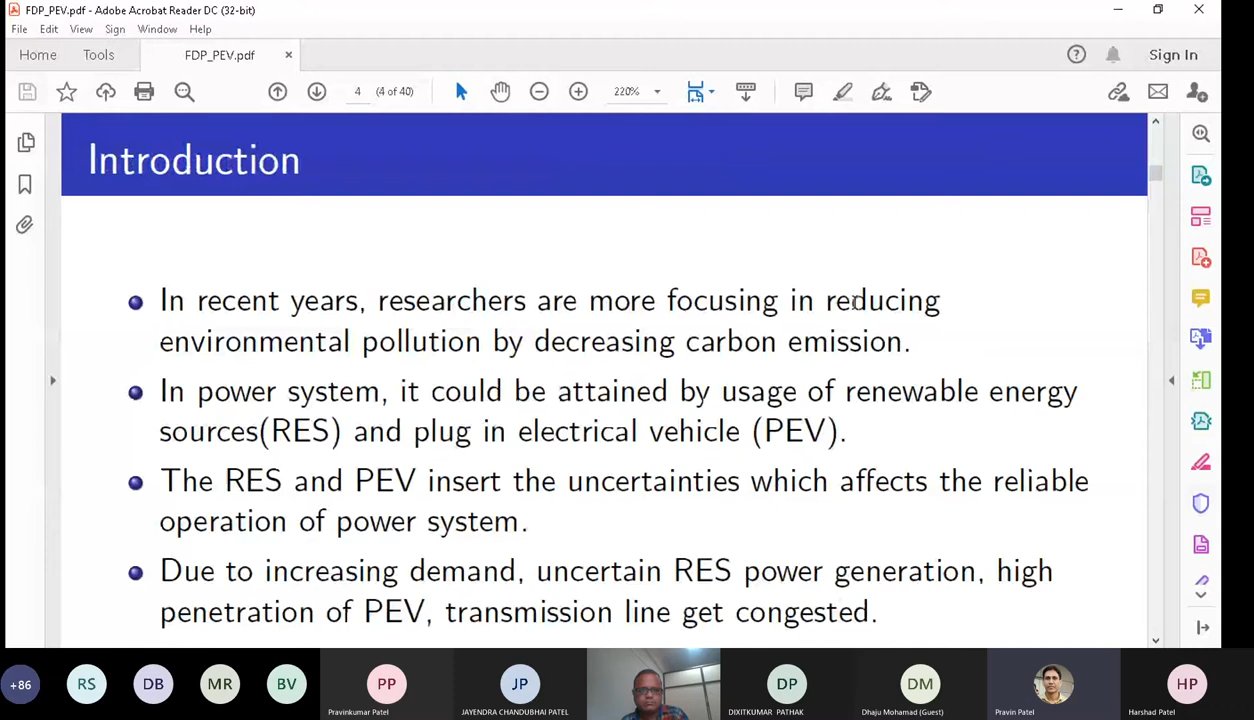 FDP_PEV.pdf - Adobe Acrobat Reader DC (32-bit)
File Edit View Sign Window Help
Home Tools FDP_PEV.pdf × Sign In
4 (4 of 40) 220%
Introduction
In recent years, researchers are more focusing in reducing
environmental pollution by decreasing carbon emission.
In power system, it could be attained by usage of renewable energy
sources(RES) and plug in electrical vehicle (PEV).
The RES and PEV insert the uncertainties which affects the reliable
operation of power system.
Due to increasing demand, uncertain RES power generation, high
penetration of PEV, transmission line get congested.
+86 RS DB MR BV PP JP DP DM HP
Pravinkumar Patel JAYENDRA CHANDUBHAI PATEL DIXITKUMAR PATHAK Dhaju Mohamad (Guest) Pravin Patel Harshad Patel